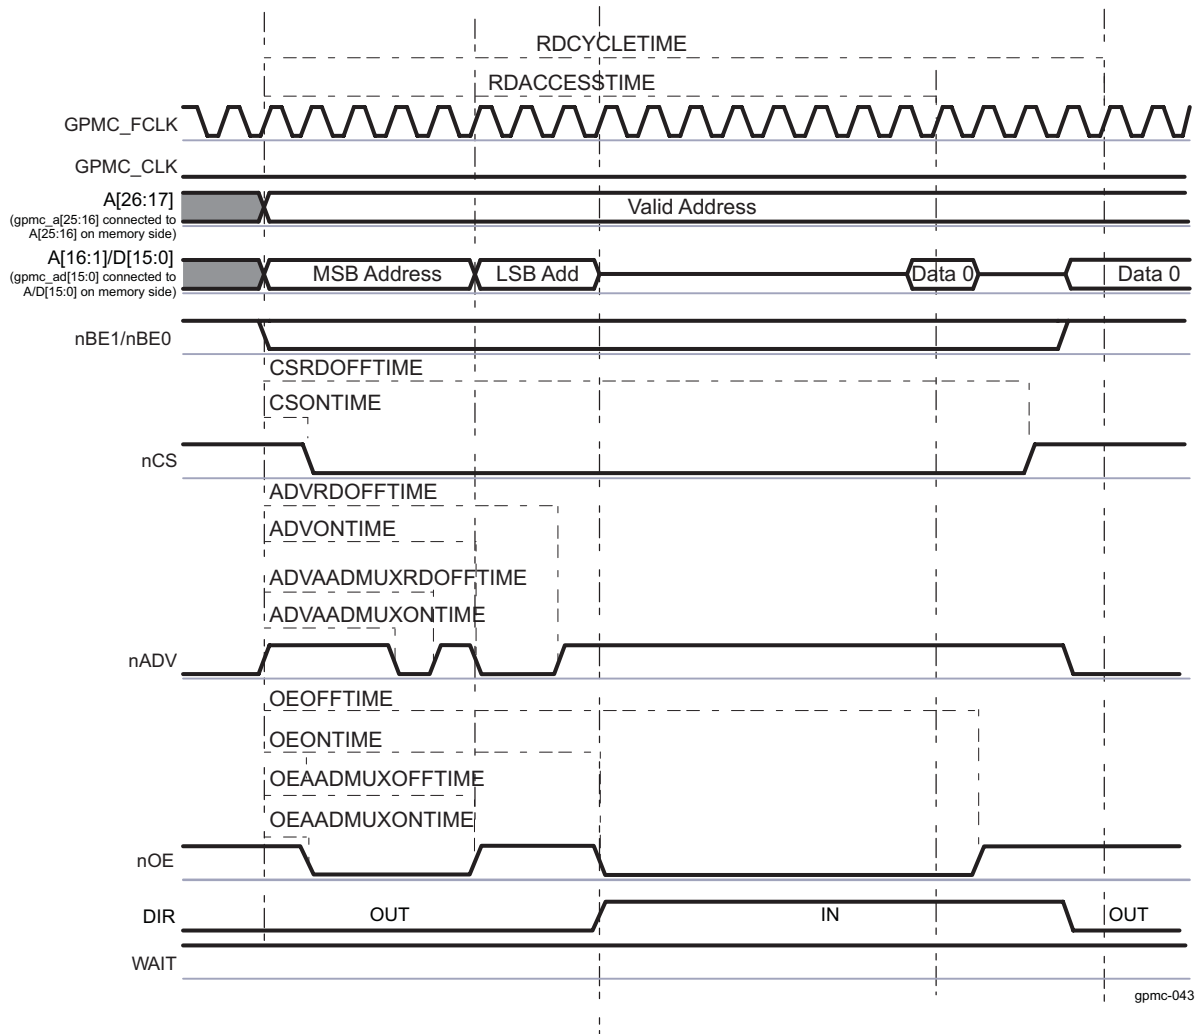 RDCYCLETIME
RDACCESSTIME
GPMC_FCLK
GPMC_CLK
A[26:17]
(gpmc_a[25:16] connected to
A[25:16] on memory side)
Valid Address
A[16:1]/D[15:0]
(gpmc_ad[15:0] connected to
A/D[15:0] on memory side)
MSB Address LSB Add Data 0 Data 0
nBE1/nBE0
CSRDOFFTIME
CSONTIME
nCS
ADVRDOFFTIME
ADVONTIME
ADVAADMUXRDOFFTIME
ADVAADMUXONTIME
nADV
OEOFFTIME
OEONTIME
OEAADMUXOFFTIME
OEAADMUXONTIME
nOE
DIR OUT IN OUT
WAIT
gpmc-043